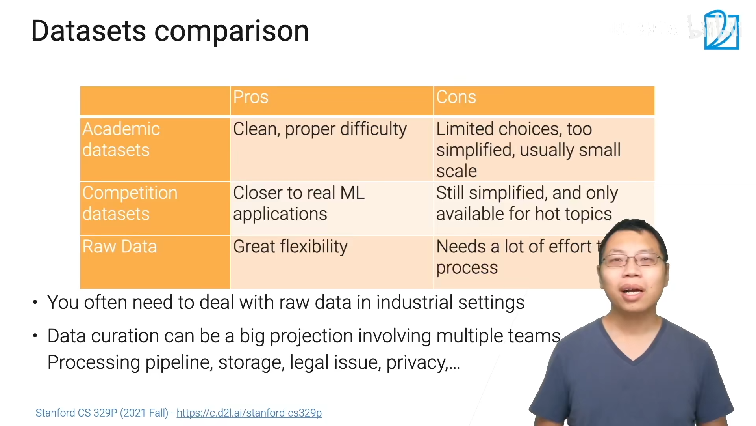 Datasets comparison
Pros
Cons
Academic
datasets
Clean, proper difficulty
Limited choices, too
simplified, usually small
scale
Competition
datasets
Closer to real ML
applications
Still simplified, and only
available for hot topics
Raw Data
Great flexibility
Needs a lot of effort
process
• You often need to deal with raw data in industrial settings
• Data curation can be a big projection involving multiple teams
Processing pipeline, storage, legal issue, privacy,...
Stanford CS 329P (2021 Fall) https://c.d2l.ai/stanford-cs329p